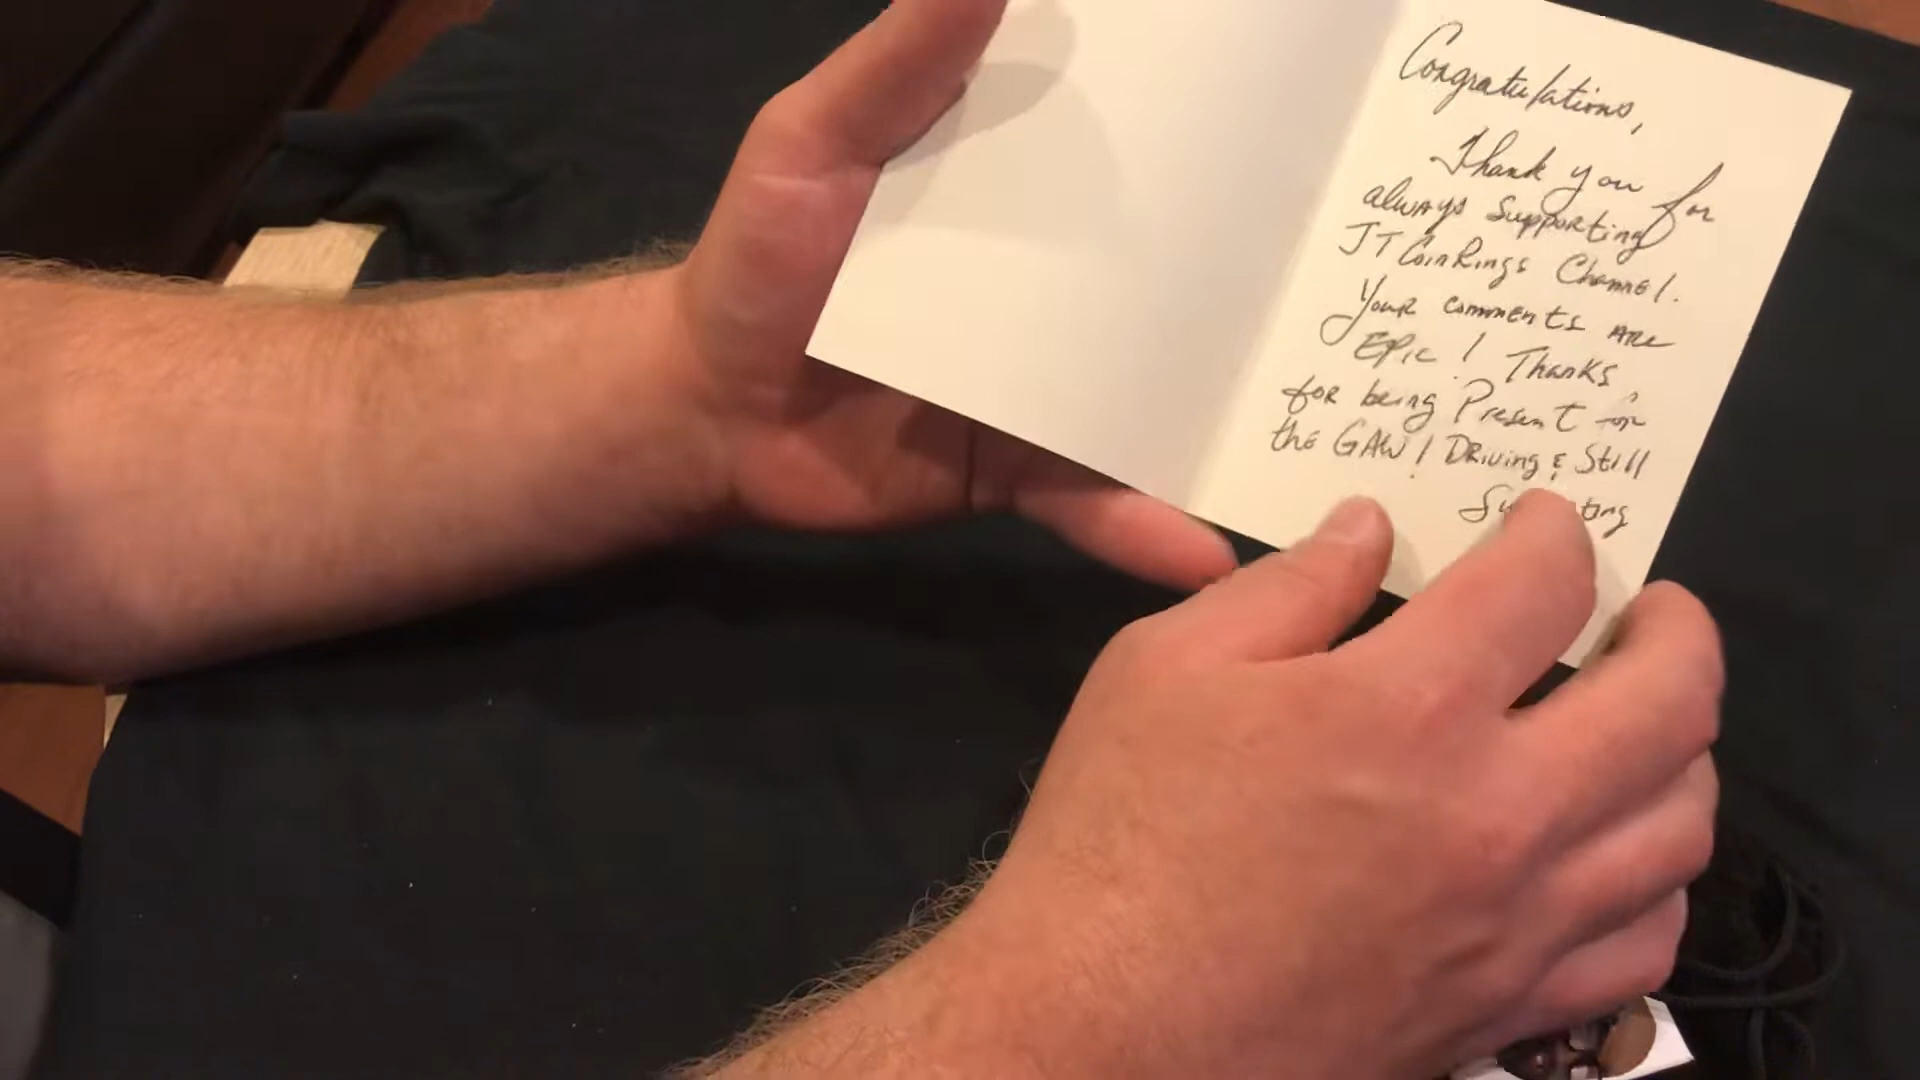 Congratulations,
Thank you for
always supporting
JT CoinRings Channel.
Your comments are
Epic! Thanks
for being Present for
the GAW! Driving & Still